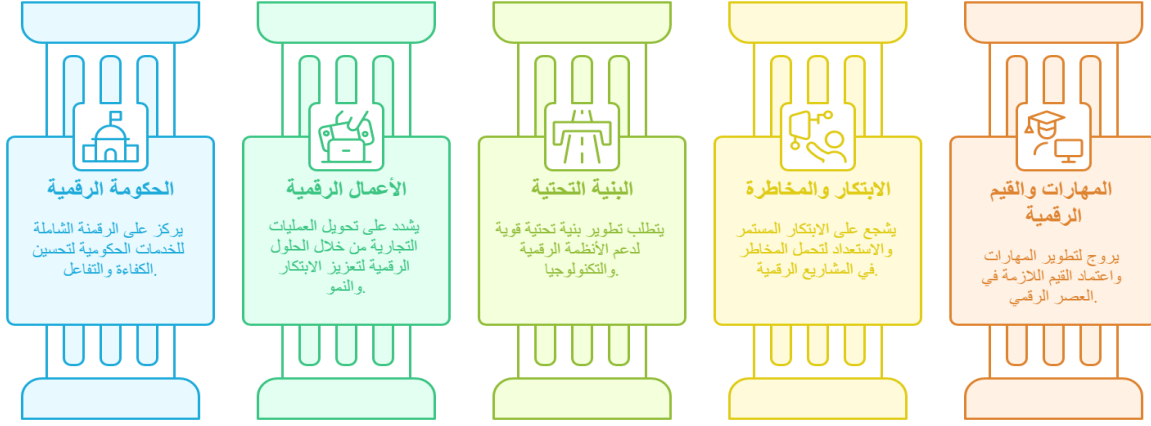 المهارات والقيم
الرقمية
يروج لتطوير المهارات
واعتماد القيم اللازمة في
العصر الرقمي.
الابتكار والمخاطرة
يشجع على الابتكار المستمر
والاستعداد لتحمل المخاطر
في المشاريع الرقمية.
البنية التحتية
يتطلب تطوير بنية تحتية قوية
لدعم الأنظمة الرقمية
والتكنولوجيا.
الأعمال الرقمية
يشدد على تحويل العمليات
التجارية من خلال الحلول
الرقمية لتعزيز الابتكار
والنمو.
الحكومة الرقمية
يركز على الرقمنة الشاملة
للخدمات الحكومية لتحسين
الكفاءة والتفاعل.